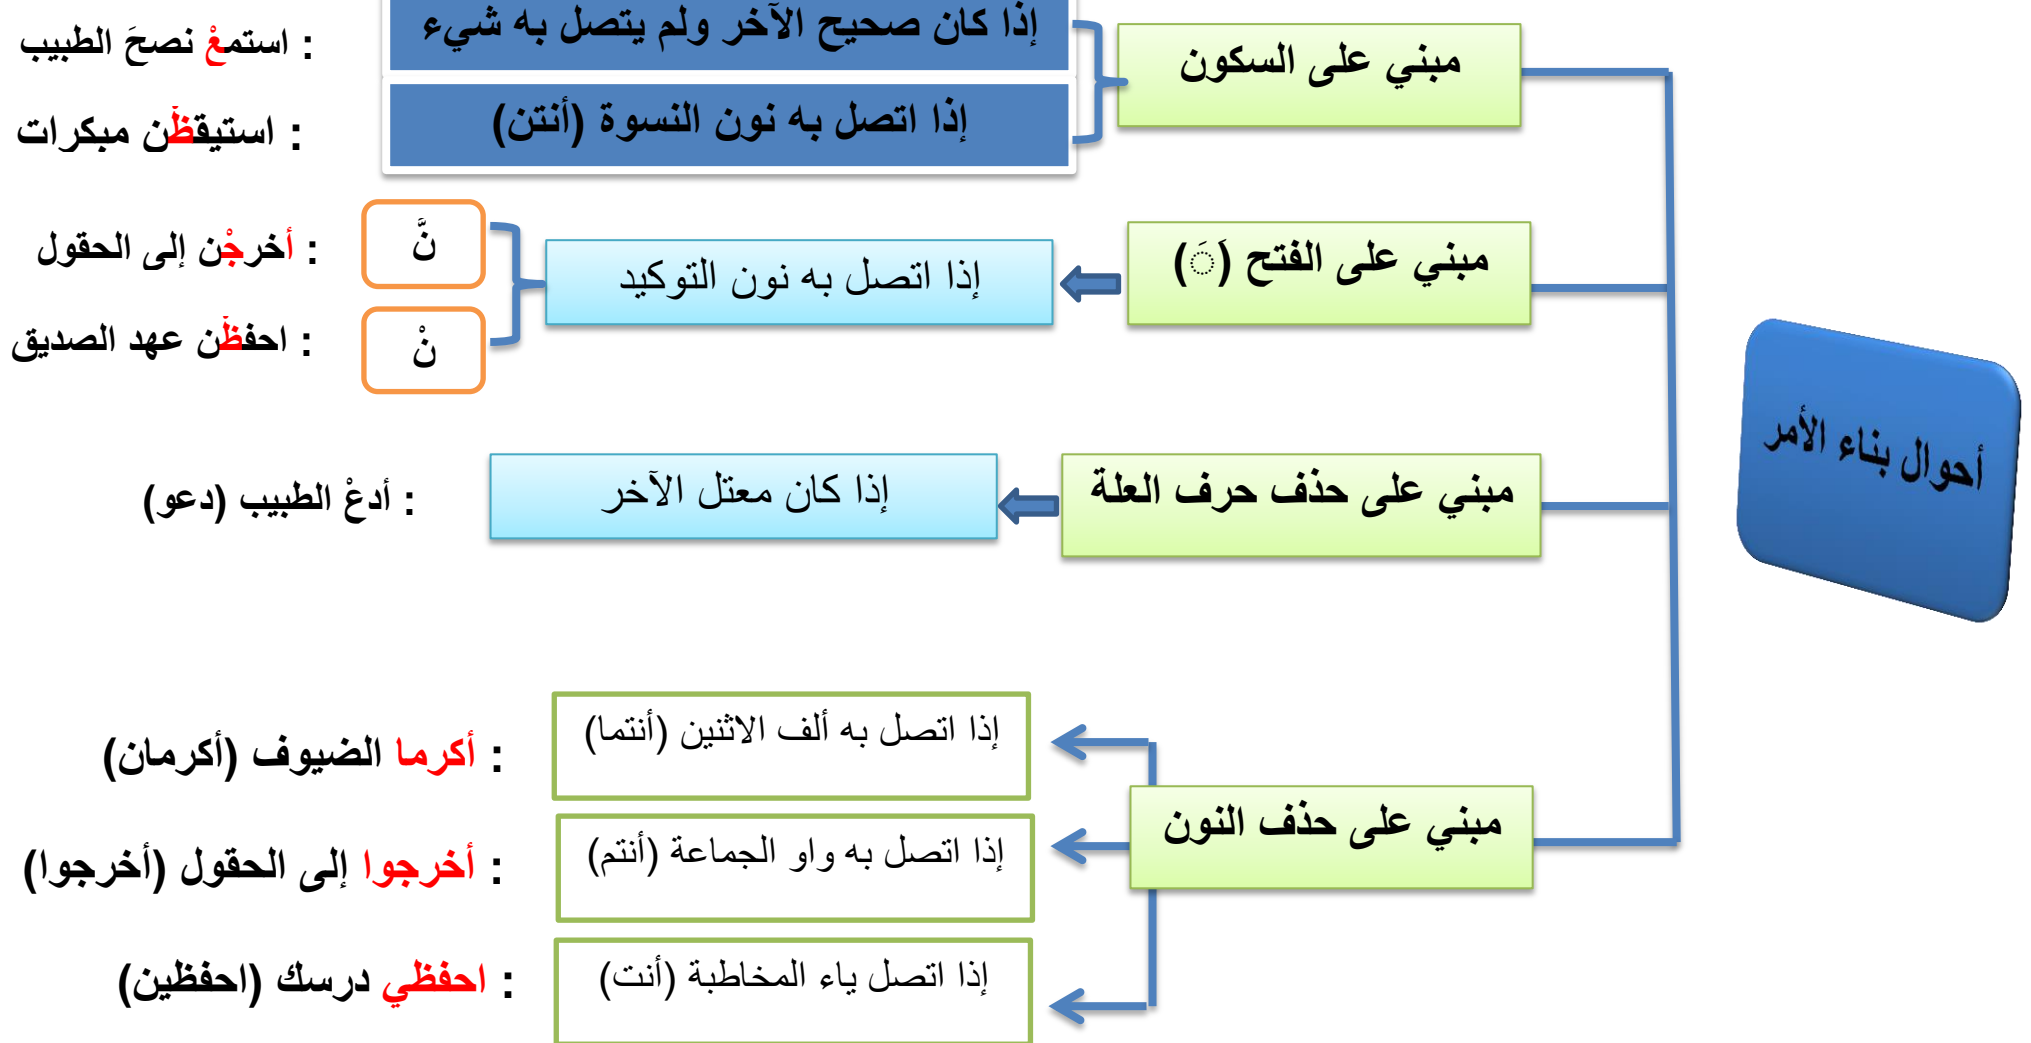 أحوال بناء الأمر
مبني على السكون
إذا كان صحيح الآخر ولم يتصل به شيء
: استمعْ نصحَ الطبيب
إذا اتصل به نون النسوة (أنتن)
: استيقظْن مبكرات
مبني على الفتح (َ)
إذا اتصل به نون التوكيد
نَّ
: أخرجْن إلى الحقول
نْ
: احفظَن عهد الصديق
مبني على حذف حرف العلة
إذا كان معتل الآخر
: أدعْ الطبيب (دعو)
مبني على حذف النون
إذا اتصل به ألف الاثنين (أنتما)
: أكرما الضيوف (أكرمان)
إذا اتصل به واو الجماعة (أنتم)
: أخرجوا إلى الحقول (أخرجوا)
إذا اتصل ياء المخاطبة (أنت)
: احفظي درسك (احفظين)